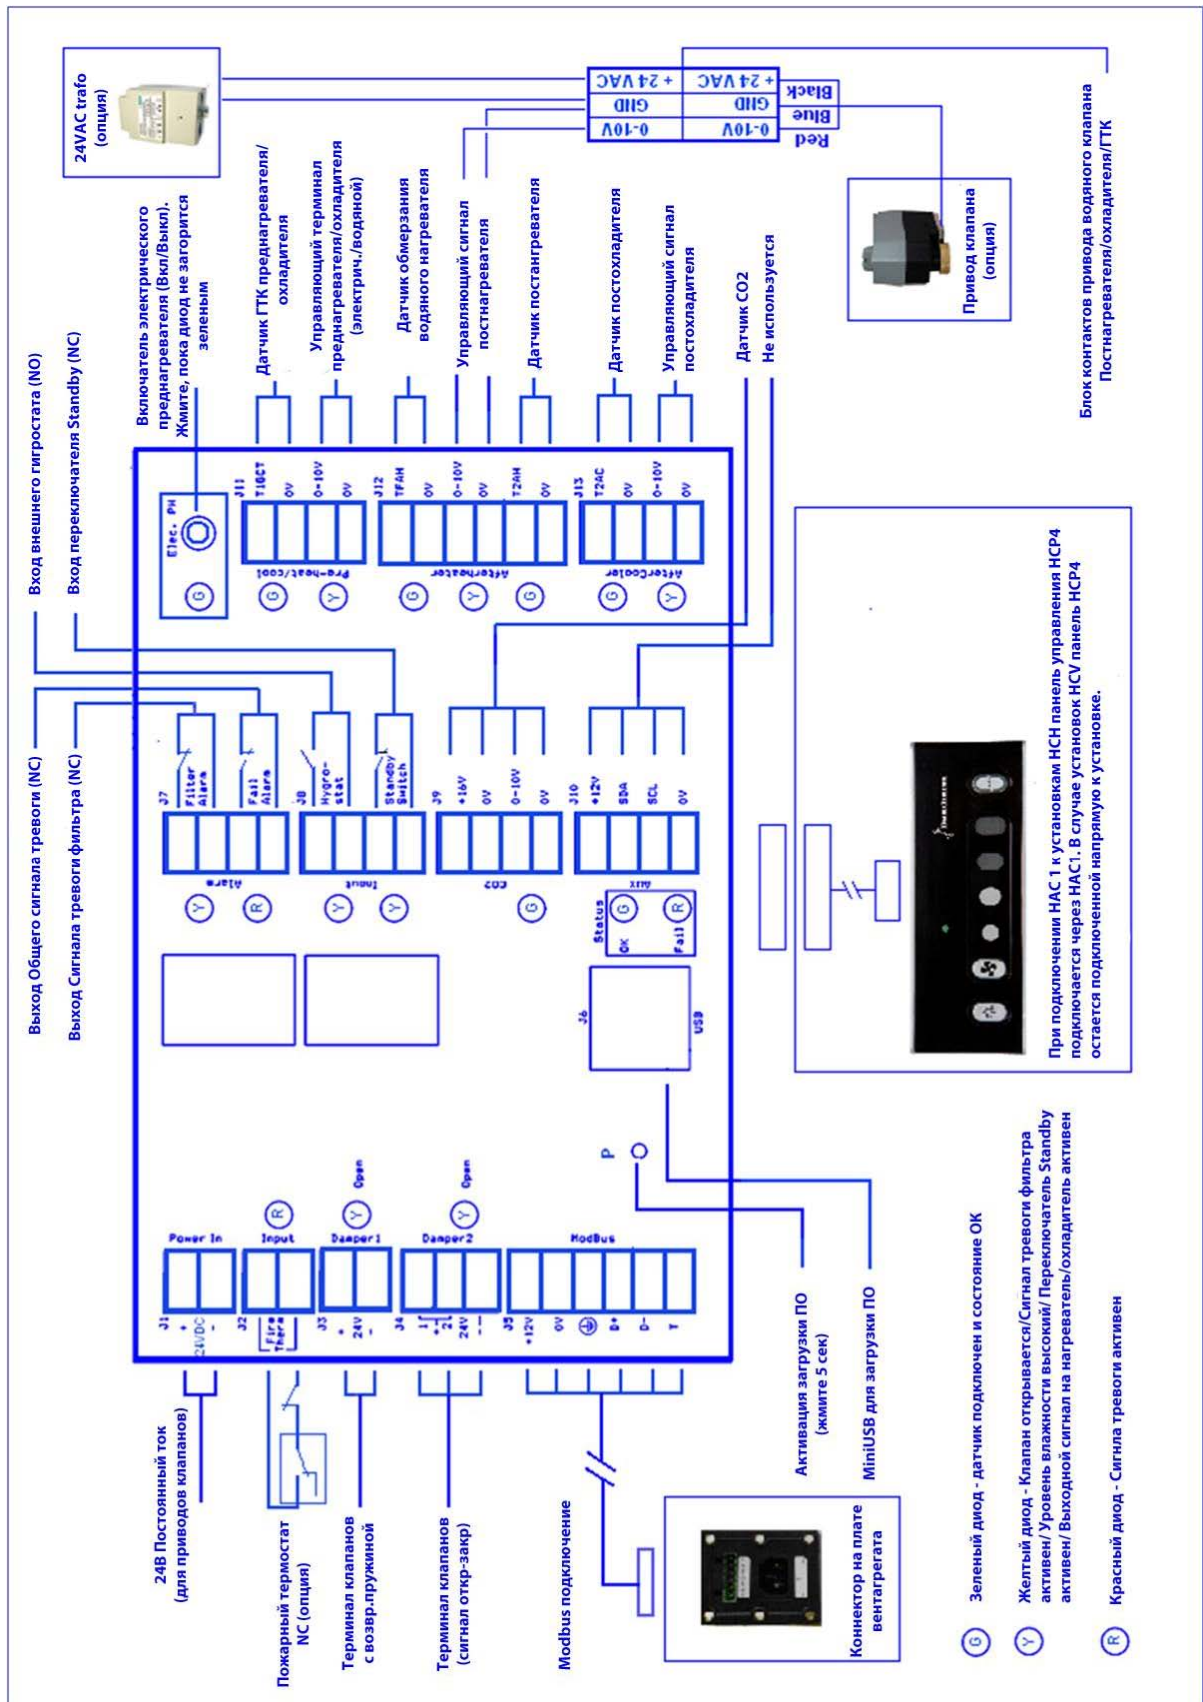 24VAC trafo
(опция)
+ 24 VAC
GND
0-10V
+ 24 VAC
GND
0-10V
Black
Blue
Red
Привод клапана
(опция)
Блок контактов привода водяного клапана
Постнагревателя/охладителя/ГТК
Включатель электрического
преднагревателя (Вкл/Выкл).
Жмите, пока диод не загорится
зеленым
Датчик ГТК преднагревателя/
охладителя
Управляющий терминал
преднагревателя/охладителя
(электрич./водяной)
Датчик обмерзания
водяного нагревателя
Управляющий сигнал
постнагревателя
Датчик постангревателя
Датчик постохладителя
Управляющий сигнал
постохладителя
Датчик CO2
Не используется
Вход внешнего гигростата (NO)
Вход переключателя Standby (NC)
Выход Общего сигнала тревоги (NC)
Выход Сигнала тревоги фильтра (NC)
Elec. PH
G
J11
T1GCT
0V
0-10V
0V
Pre-heat/cool
G
Y
J12
TFAH
0V
0-10V
0V
T2AH
0V
Afterheater
G
Y
G
J13
T2AC
0V
0-10V
0V
AfterCooler
G
Y
J7
Filter
Alarm
Fail
Alarm
Alarm
Y
R
J8
Hygro-
stat
Standby
Switch
Input
Y
Y
J9
+16V
0V
0-10V
0V
CO2
G
J10
+12V
SDA
SCL
0V
AUX
Status
OK
G
Fail
R
J6
USB
P
Power In
J1
+
24VDC
-
Input
R
J2
Fire
Therm
Damper1
Y
Open
J3
+
24V
-
Damper2
Y
Open
J4
1
+
2
24V
-
ModBus
J5
+12V
0V
D+
D-
T
24В Постоянный ток
(для приводов клапанов)
Пожарный термостат
NC (опция)
Терминал клапанов
с возвр.пружиной
Терминал клапанов
(сигнал откр-закр)
Modbus подключение
Коннектор на плате
вентагрегата
Активация загрузки ПО
(жмите 5 сек)
MiniUSB для загрузки ПО
При подключении HAC 1 к установкам HCH панель управления HCP4
подключается через HAC1. В случае установок HCV панель HCP4
остается подключенной напрямую к установке.
G
Зеленый диод - датчик подключен и состояние ОК
Y
Желтый диод - Клапан открывается/Сигнал тревоги фильтра
активен/ Уровень влажности высокий/ Переключатель Standby
активен/ Выходной сигнал на нагреватель/охладитель активен
R
Красный диод - Сигнла тревоги активен